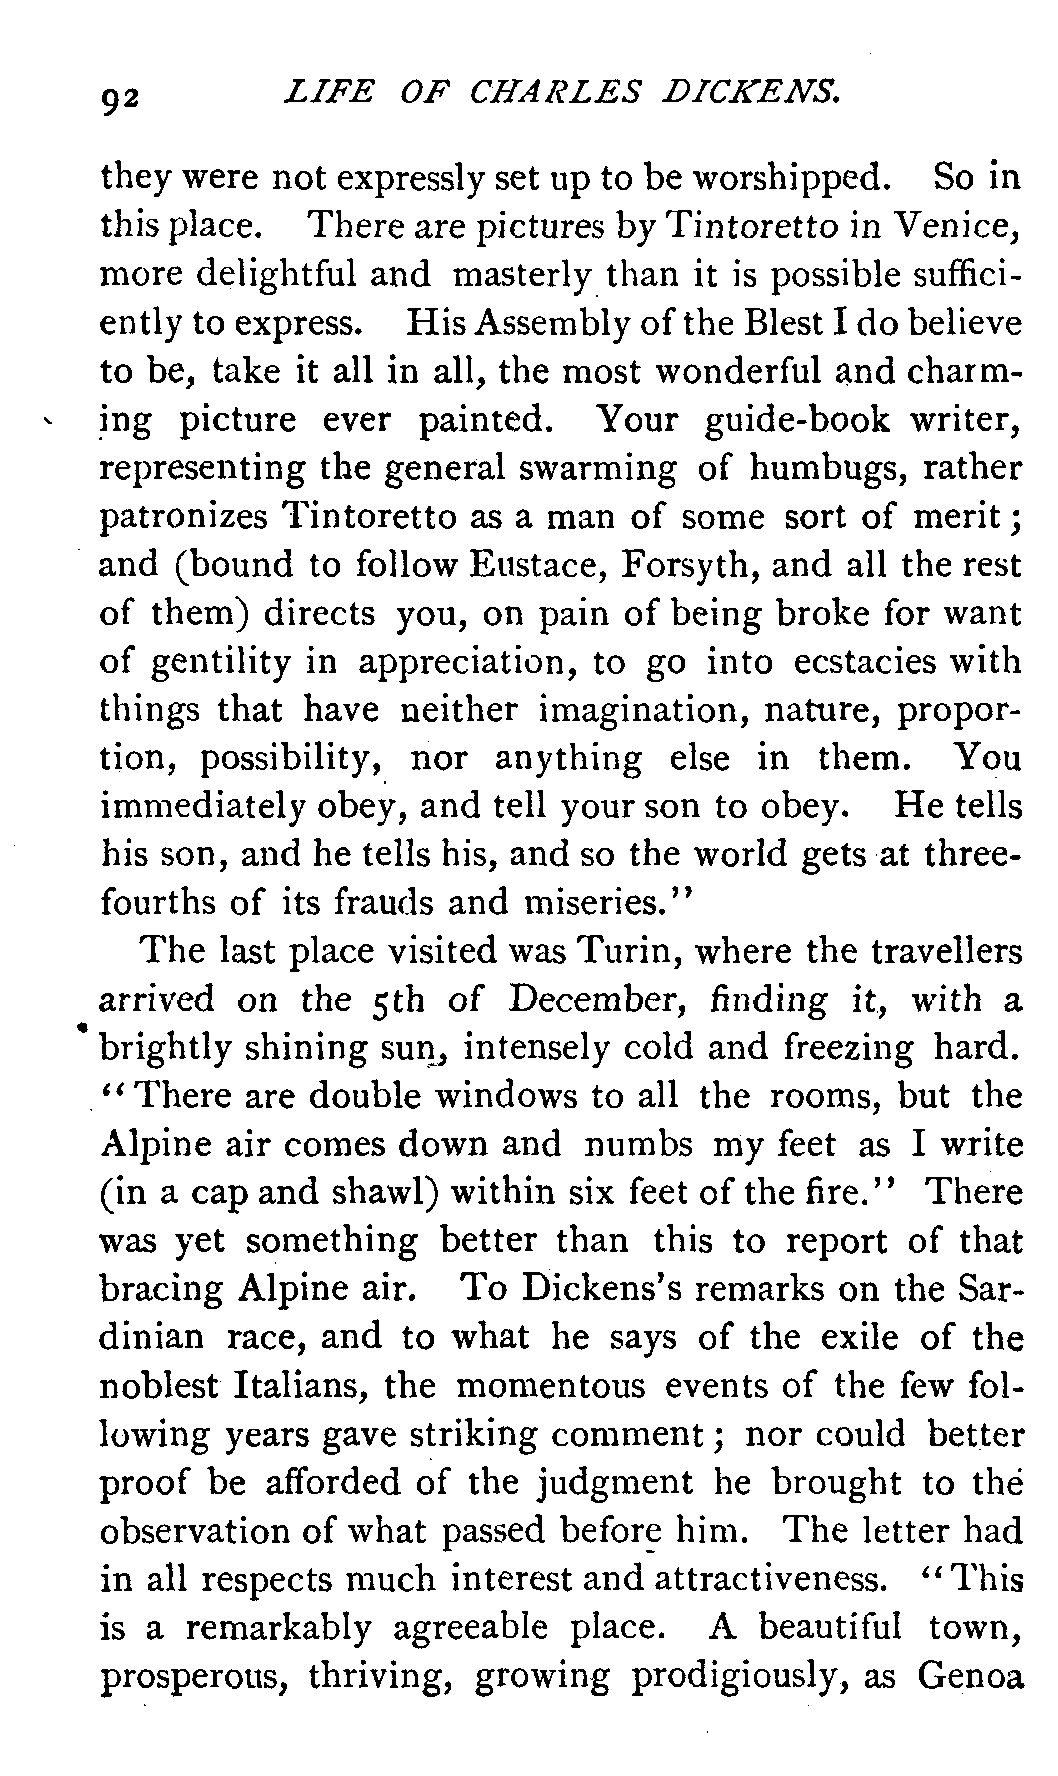 92 LIFE OF CHARLES DICKENS.
they were not expressly set up to be worshipped. So in
this place. There are pictures by Tintoretto in Venice,
more delightful and masterly than it is possible suffici-
ently to express. His Assembly of the Blest I do believe
to be, take it all in all, the most wonderful and charm-
ing picture ever painted. Your guide-book writer,
representing the general swarming of humbugs, rather
patronizes Tintoretto as a man of some sort of merit;
and (bound to follow Eustace, Forsyth, and all the rest
of them) directs you, on pain of being broke for want
of gentility in appreciation, to go into ecstacies with
things that have neither imagination, nature, propor-
tion, possibility, nor anything else in them. You
immediately obey, and tell your son to obey. He tells
his son, and he tells his, and so the world gets at three-
fourths of its frauds and miseries."
The last place visited was Turin, where the travellers
arrived on the 5th of December, finding it, with a
brightly shining sun, intensely cold and freezing hard.
"There are double windows to all the rooms, but the
Alpine air comes down and numbs my feet as I write
(in a cap and shawl) within six feet of the fire." There
was yet something better than this to report of that
bracing Alpine air. To Dickens's remarks on the Sar-
dinian race, and to what he says of the exile of the
noblest Italians, the momentous events of the few fol-
lowing years gave striking comment; nor could better
proof be afforded of the judgment he brought to the
observation of what passed before him. The letter had
in all respects much interest and attractiveness. "This
is a remarkably agreeable place. A beautiful town,
prosperous, thriving, growing prodigiously, as Genoa